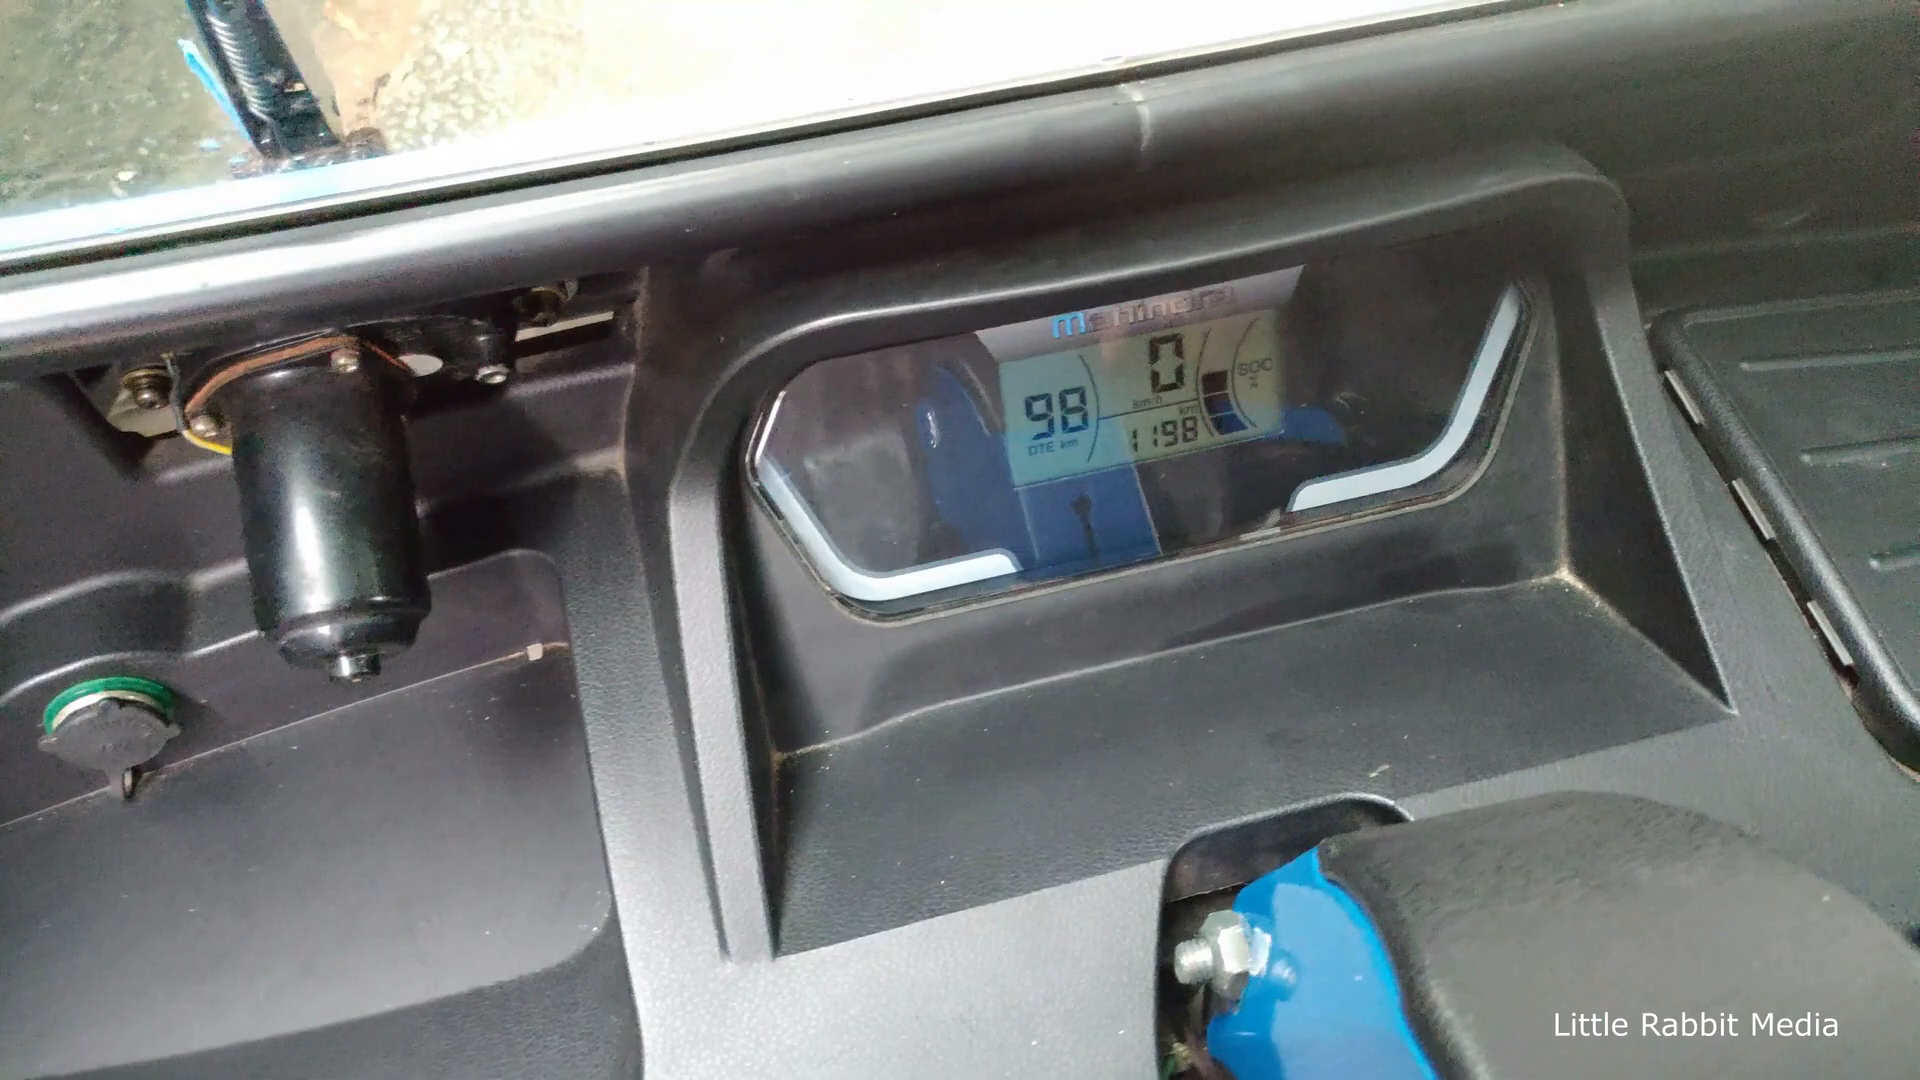 mahindra
0
km/h
SOC
%
98
DTE km
km
1198
Little Rabbit Media